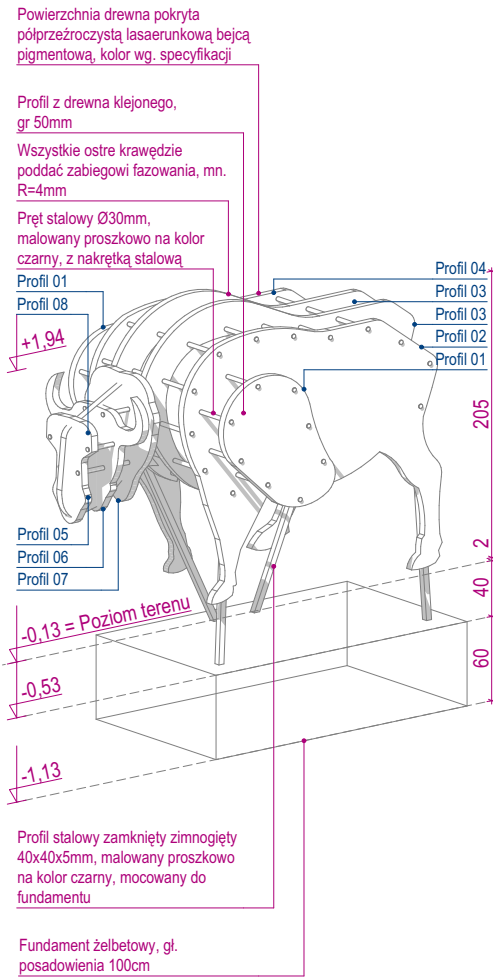 Powierzchnia drewna pokryta
półprzeźroczystą lasaerunkową bejcą
pigmentową, kolor wg. specyfikacji
Profil z drewna klejonego,
gr 50mm
Wszystkie ostre krawędzie
poddać zabiegowi fazowania, mn.
R=4mm
Pręt stalowy Ø30mm,
malowany proszkowo na kolor
czarny, z nakrętką stalową
Profil 01
Profil 08
+1,94
Profil 04
Profil 03
Profil 03
Profil 02
Profil 01
205
2
40
60
Profil 05
Profil 06
Profil 07
-0,13 = Poziom terenu
-0,53
-1,13
Profil stalowy zamknięty zimnogięty
40x40x5mm, malowany proszkowo
na kolor czarny, mocowany do
fundamentu
Fundament żelbetowy, gł.
posadowienia 100cm